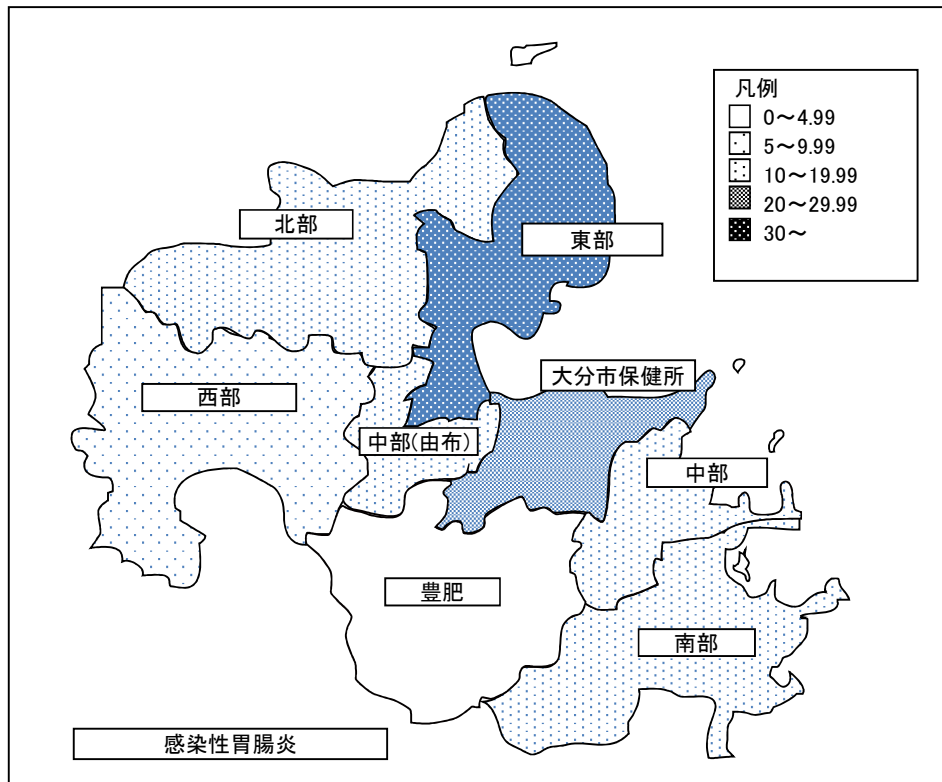 凡例
0～4.99
5～9.99
10～19.99
20～29.99
30～
北部
東部
大分市保健所
西部
中部(由布)
中部
豊肥
南部
感染性胃腸炎